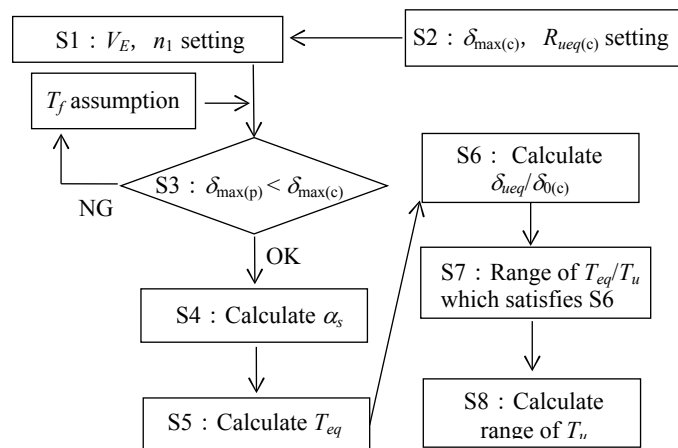 S1：V_E, n_1 setting
S2：δ_max(c), R_ueq(c) setting
T_f assumption
S3：δ_max(p) < δ_max(c)
NG
OK
S4：Calculate α_s
S5：Calculate T_eq
S6： Calculate
δ_ueq/δ_0(c)
S7：Range of T_eq/T_u
which satisfies S6
S8：Calculate
range of T_u